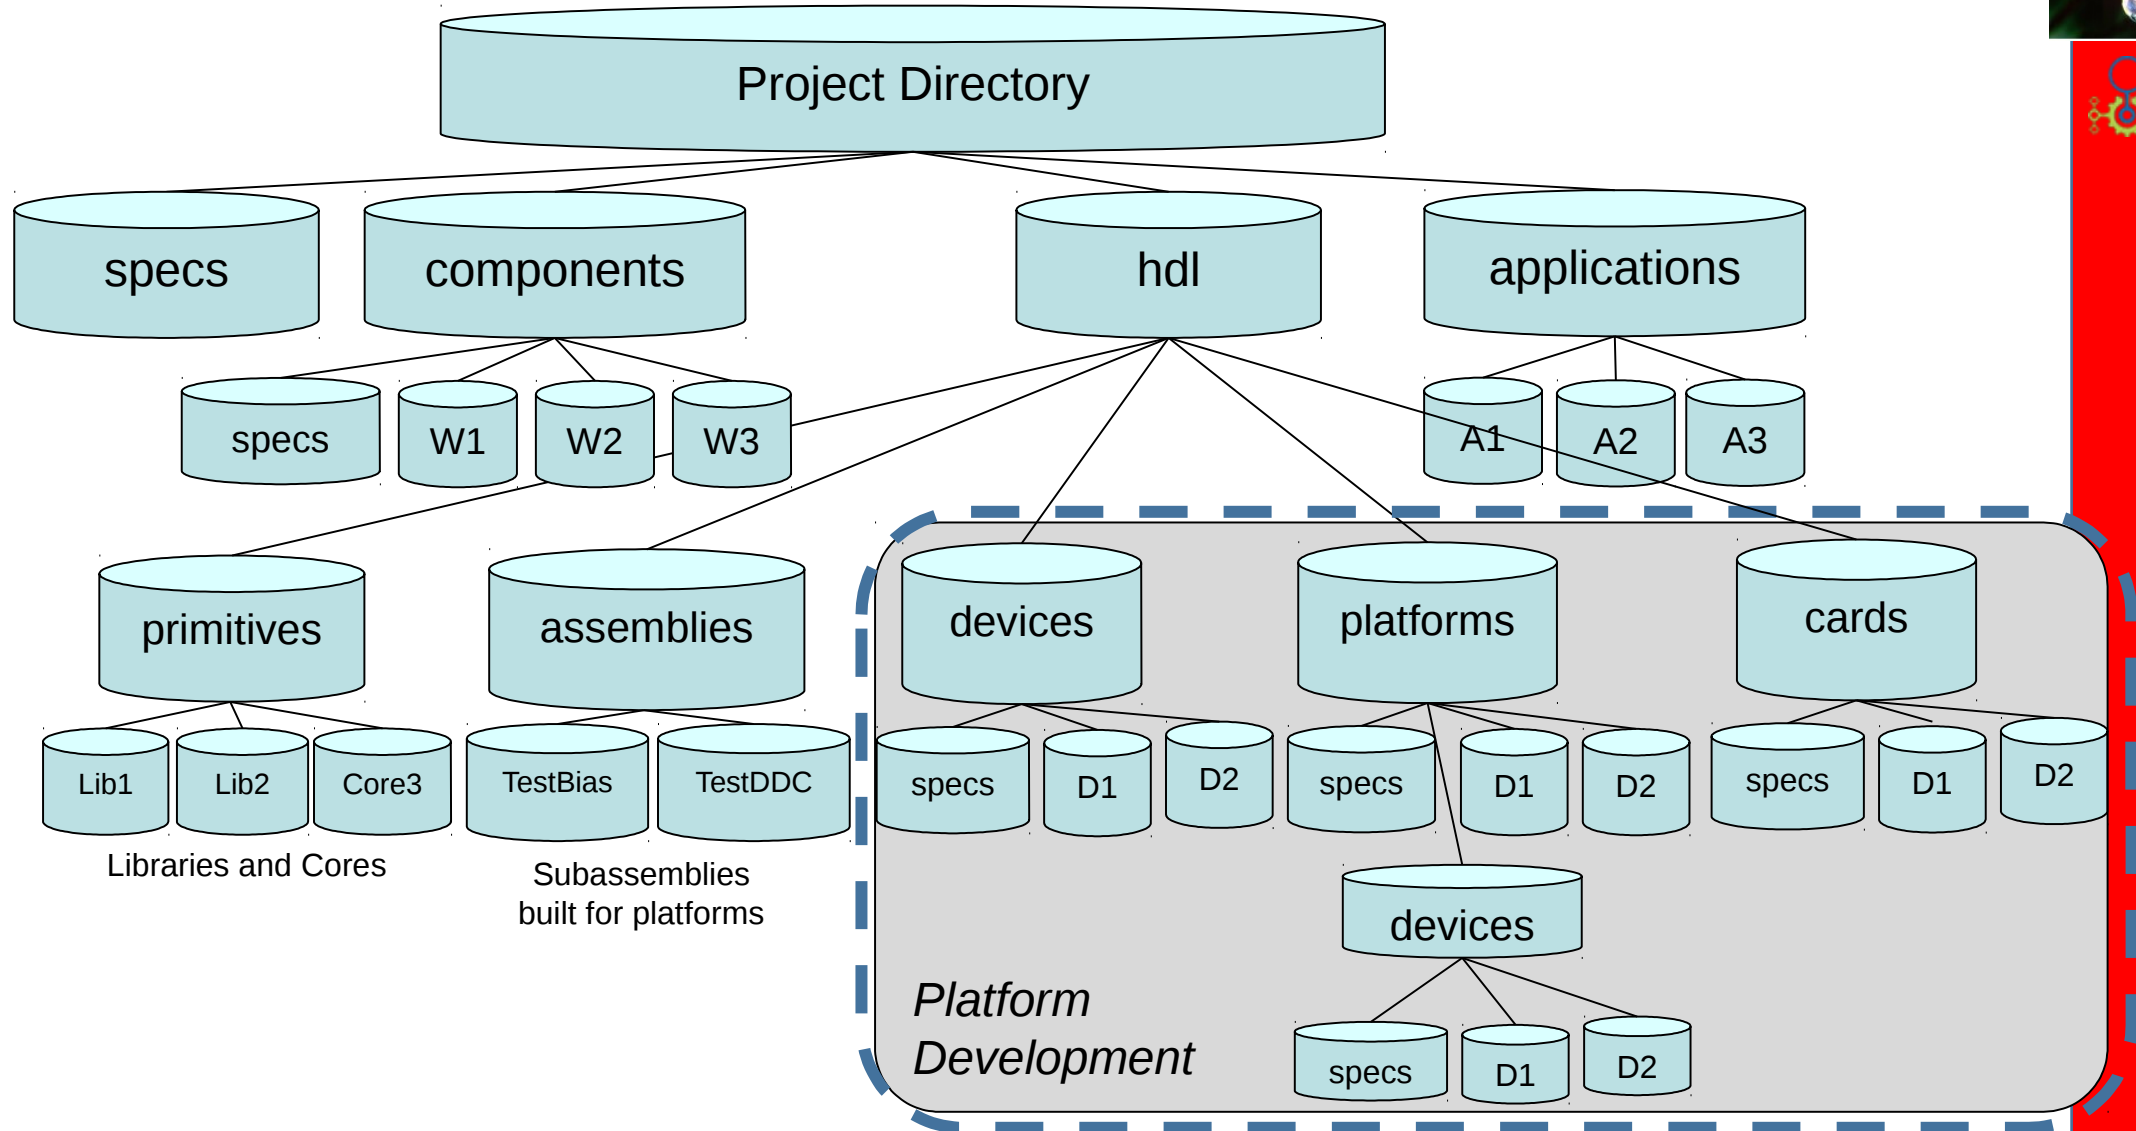 Project Directory
specs
components
hdl
applications
specs
W1
W2
W3
A1
A2
A3
primitives
assemblies
devices
platforms
cards
Lib1
Lib2
Core3
TestBias
TestDDC
specs
D1
D2
specs
D1
D2
specs
D1
D2
Libraries and Cores
Subassemblies
built for platforms
devices
Platform
Development
specs
D1
D2